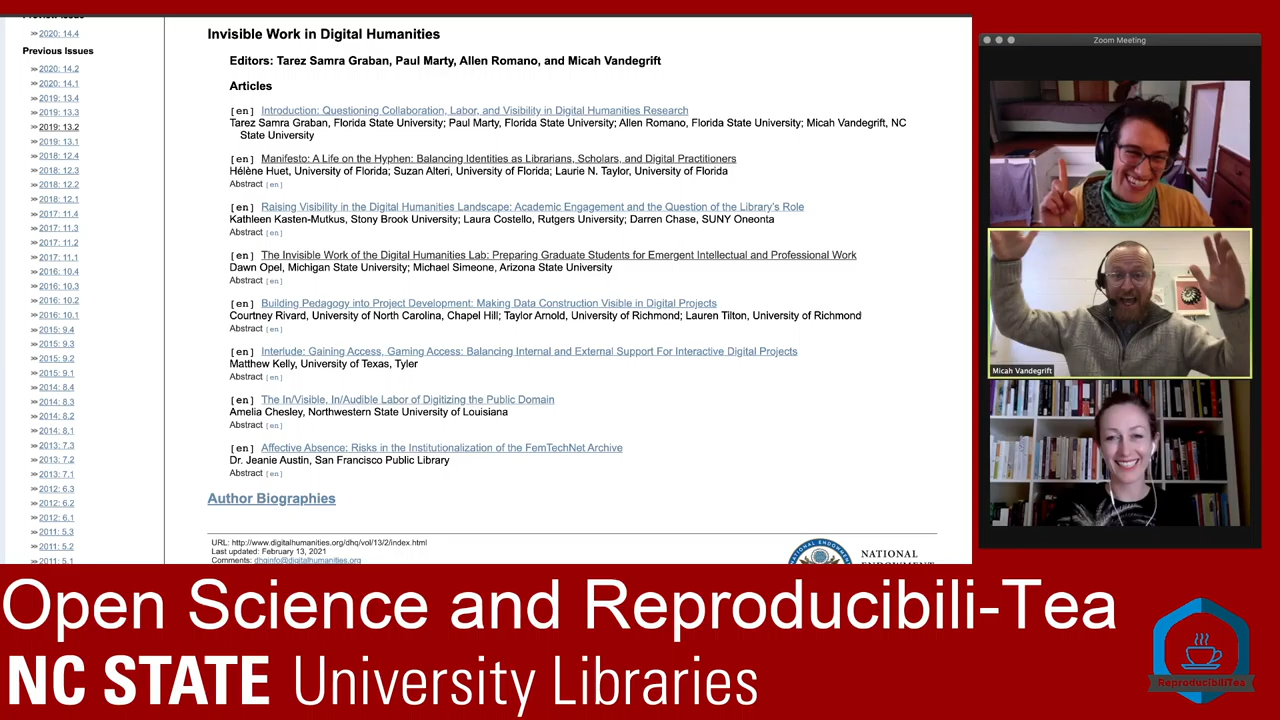 Preview Issue
>> 2020: 14.4
Previous Issues
>> 2020: 14.2
>> 2020: 14.1
>> 2019: 13.4
>> 2019: 13.3
>> 2019: 13.2
>> 2019: 13.1
>> 2018: 12.4
>> 2018: 12.3
>> 2018: 12.2
>> 2018: 12.1
>> 2017: 11.4
>> 2017: 11.3
>> 2017: 11.2
>> 2017: 11.1
>> 2016: 10.4
>> 2016: 10.3
>> 2016: 10.2
>> 2016: 10.1
>> 2015: 9.4
>> 2015: 9.3
>> 2015: 9.2
>> 2015: 9.1
>> 2014: 8.4
>> 2014: 8.3
>> 2014: 8.2
>> 2014: 8.1
>> 2013: 7.3
>> 2013: 7.2
>> 2013: 7.1
>> 2012: 6.3
>> 2012: 6.2
>> 2012: 6.1
>> 2011: 5.3
>> 2011: 5.2
>> 2011: 5.1
Invisible Work in Digital Humanities
Editors: Tarez Samra Graban, Paul Marty, Allen Romano, and Micah Vandegrift
Articles
[en] Introduction: Questioning Collaboration, Labor, and Visibility in Digital Humanities Research
Tarez Samra Graban, Florida State University; Paul Marty, Florida State University; Allen Romano, Florida State University; Micah Vandegrift, NC
State University
[en] Manifesto: A Life on the Hyphen: Balancing Identities as Librarians, Scholars, and Digital Practitioners
Hélène Huet, University of Florida; Suzan Alteri, University of Florida; Laurie N. Taylor, University of Florida
Abstract [en]
[en] Raising Visibility in the Digital Humanities Landscape: Academic Engagement and the Question of the Library's Role
Kathleen Kasten-Mutkus, Stony Brook University; Laura Costello, Rutgers University; Darren Chase, SUNY Oneonta
Abstract [en]
[en] The Invisible Work of the Digital Humanities Lab: Preparing Graduate Students for Emergent Intellectual and Professional Work
Dawn Opel, Michigan State University; Michael Simeone, Arizona State University
Abstract [en]
[en] Building Pedagogy into Project Development: Making Data Construction Visible in Digital Projects
Courtney Rivard, University of North Carolina, Chapel Hill; Taylor Arnold, University of Richmond; Lauren Tilton, University of Richmond
Abstract [en]
[en] Interlude: Gaining Access, Gaming Access: Balancing Internal and External Support For Interactive Digital Projects
Matthew Kelly, University of Texas, Tyler
Abstract [en]
[en] The In/Visible, In/Audible Labor of Digitizing the Public Domain
Amelia Chesley, Northwestern State University of Louisiana
Abstract [en]
[en] Affective Absence: Risks in the Institutionalization of the FemTechNet Archive
Dr. Jeanie Austin, San Francisco Public Library
Abstract [en]
Author Biographies
URL: http://www.digitalhumanities.org/dhq/vol/13/2/index.html
Last updated: February 13, 2021
Comments: dhqinfo@digitalhumanities.org
NATIONAL
ENDOWMENT
Zoom Meeting
Micah Vandegrift
Open Science and Reproducibili-Tea
NC STATE University Libraries
ReproducibiliTea